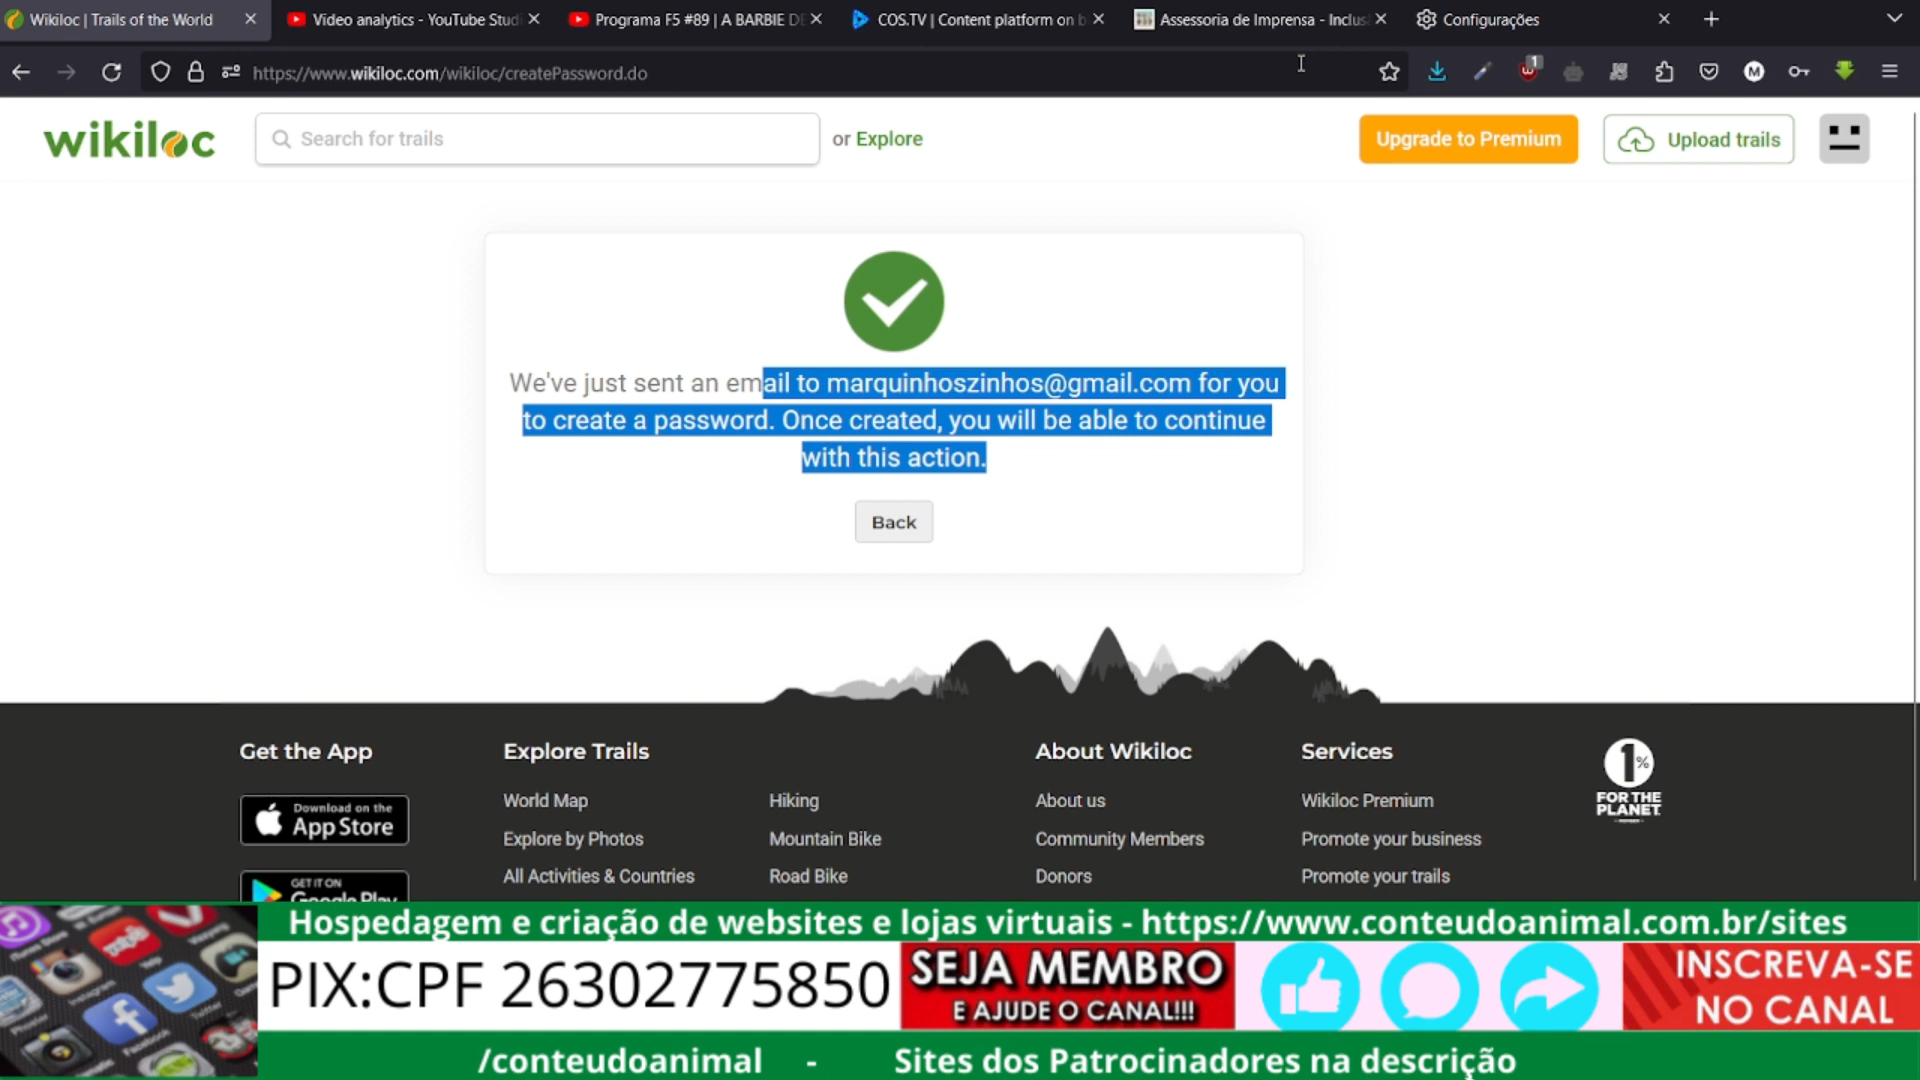 Wikiloc | Trails of the World
Video analytics - YouTube Studi
Programa F5 #89 | A BARBIE DE
COS.TV | Content platform on b
Assessoria de Imprensa - Inclus
Configurações
https://www.wikiloc.com/wikiloc/createPassword.do
1
M
wikiloc
Search for trails
or Explore
Upgrade to Premium
Upload trails
We've just sent an email to marquinhoszinhos@gmail.com for you
to create a password. Once created, you will be able to continue
with this action.
Back
Get the App
Explore Trails
About Wikiloc
Services
1%
FOR THE
PLANET
Download on the
App Store
World Map
Hiking
About us
Wikiloc Premium
Explore by Photos
Mountain Bike
Community Members
Promote your business
GET IT ON
Google Play
All Activities & Countries
Road Bike
Donors
Promote your trails
Hospedagem e criação de websites e lojas virtuais - https://www.conteudoanimal.com.br/sites
PIX:CPF 26302775850
SEJA MEMBRO
E AJUDE O CANAL!!!
INSCREVA-SE
NO CANAL
/conteudoanimal - Sites dos Patrocinadores na descrição